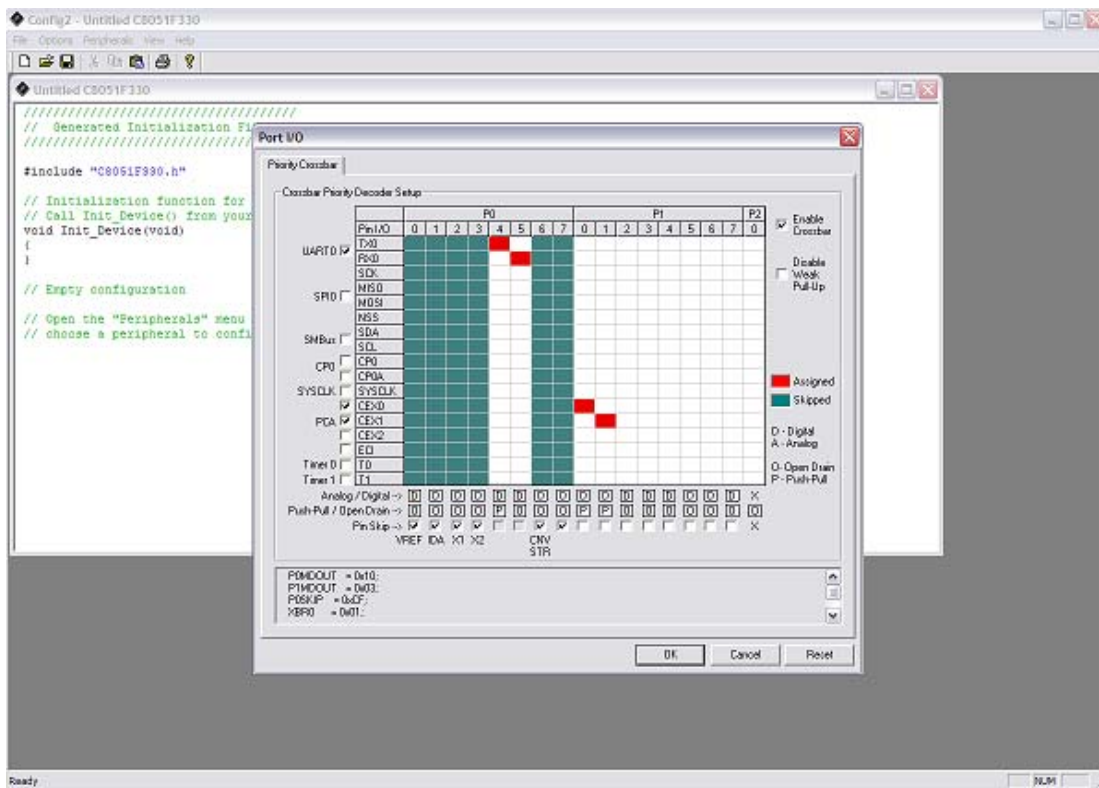 Config2 - Untitled C8051F330
File Options Peripherals View Help
Untitled C8051F330
/////////////////////////////////////
// Generated Initialization Fi
#include "C8051F330.h"
// Initialization function for
// Call Init_Device() from your
void Init_Device(void)
{
}
// Empty configuration
// Open the "Peripherals" menu
// choose a peripheral to confi
Port I/O
Priority Crossbar
Crossbar Priority Decoder Setup
P0 P1 P2
Pin I/O 0 1 2 3 4 5 6 7 0 1 2 3 4 5 6 7 0
UART0 TX0
RX0
SCK
SPI0 MISO
MOSI
NSS
SMBus SDA
SCL
CP0 CP0
CP0A
SYSCLK SYSCLK
CEX0
PCA CEX1
CEX2
ECI
Timer 0 T0
Timer 1 T1
Enable Crossbar
Disable Weak Pull-Up
Assigned
Skipped
D - Digital
A - Analog
O- Open Drain
P - Push-Pull
Analog / Digital -> D D D D D D D D D D D D D D D D X
Push-Pull / Open Drain -> O O O O P O O O P P O O O O O O O
Pin Skip -> X
VREF IDA X1 X2 CNV STR
P0MDOUT = 0x10;
P1MDOUT = 0x03;
P0SKIP = 0xCF;
XBR0 = 0x01;
OK Cancel Reset
Ready NUM